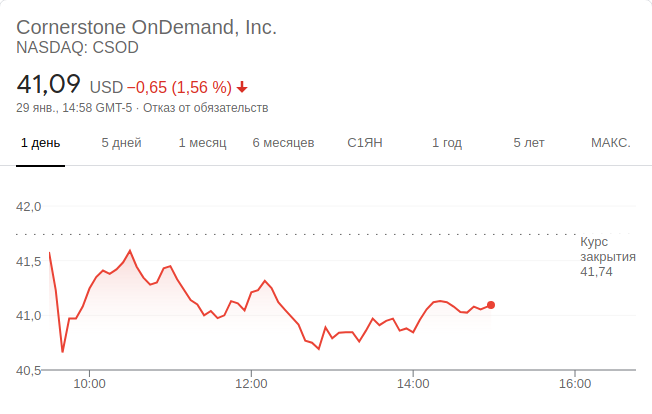 Cornerstone OnDemand, Inc.
NASDAQ: CSOD
41,09 USD −0,65 (1,56 %)
29 янв., 14:58 GMT-5 · Отказ от обязательств
1 день 5 дней 1 месяц 6 месяцев С1ЯН 1 год 5 лет МАКС.
42,0
Курс
закрытия
41,74
41,5
41,0
40,5
10:00 12:00 14:00 16:00